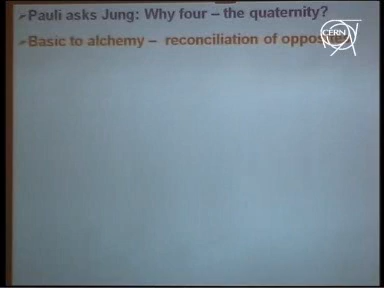 ➢Pauli asks Jung: Why four – the quaternity?
➢Basic to alchemy – reconciliation of
CERN